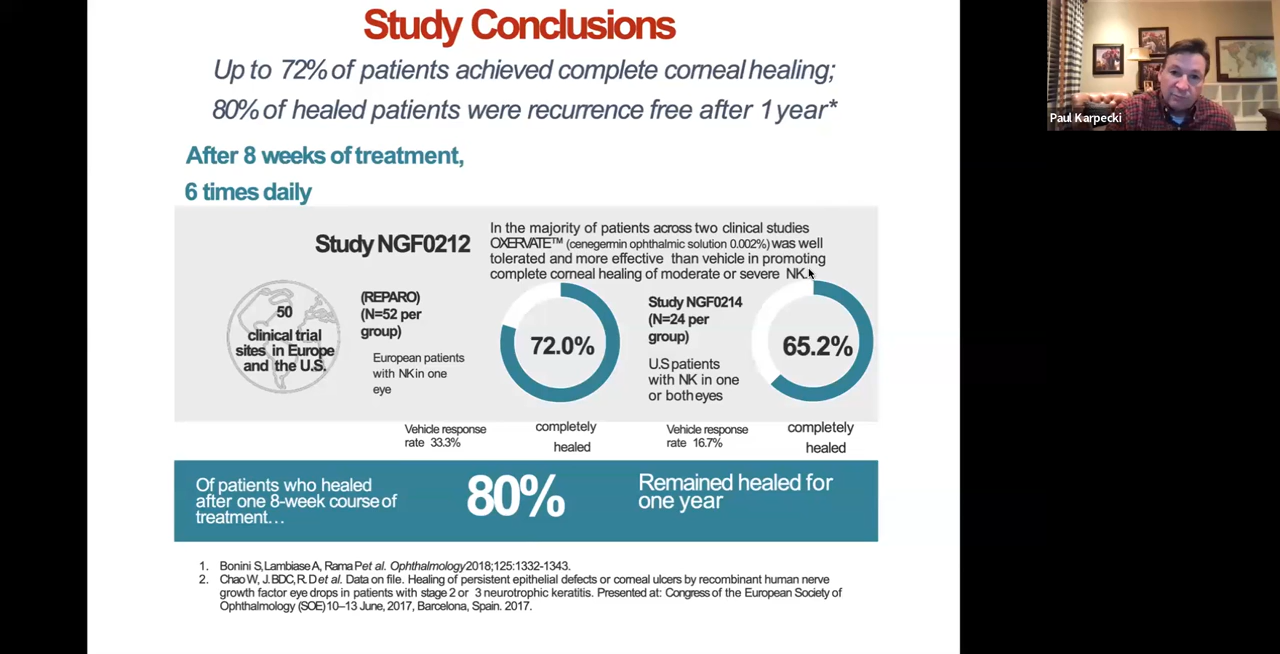 Study Conclusions
Up to 72% of patients achieved complete corneal healing;
80% of healed patients were recurrence free after 1 year*
After 8 weeks of treatment,
6 times daily
Study NGF0212
In the majority of patients across two clinical studies
OXERVATE™ (cenegermin ophthalmic solution 0.002%) was well
tolerated and more effective than vehicle in promoting
complete corneal healing of moderate or severe NK.
50
clinical trial
sites in Europe
and the U.S.
(REPARO)
(N=52 per
group)
European patients
with NK in one
eye
72.0%
Study NGF0214
(N=24 per
group)
U.S patients
with NK in one
or both eyes
65.2%
Vehicle response
rate 33.3%
completely
healed
Vehicle response
rate 16.7%
completely
healed
Of patients who healed
after one 8-week course of
treatment…
80%
Remained healed for
one year
1. Bonini S, Lambiase A, Rama P et al. Ophthalmology 2018;125:1332-1343.
2. Chao W, J. BDC, R. D et al. Data on file. Healing of persistent epithelial defects or corneal ulcers by recombinant human nerve
growth factor eye drops in patients with stage 2 or 3 neurotrophic keratitis. Presented at: Congress of the European Society of
Ophthalmology (SOE) 10–13 June, 2017, Barcelona, Spain. 2017.
Paul Karpecki